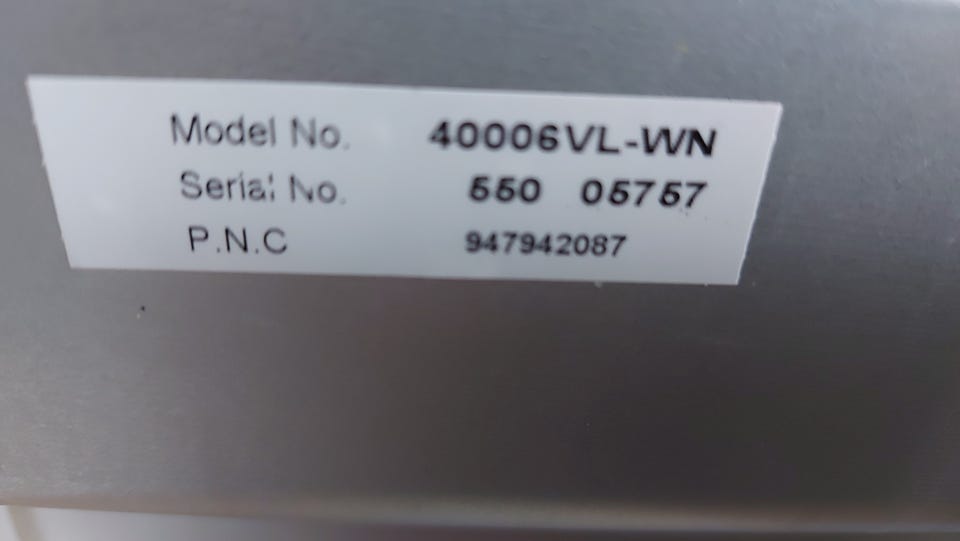 Model No. 40006VL-WN
Serial No. 550 05757
P.N.C 947942087